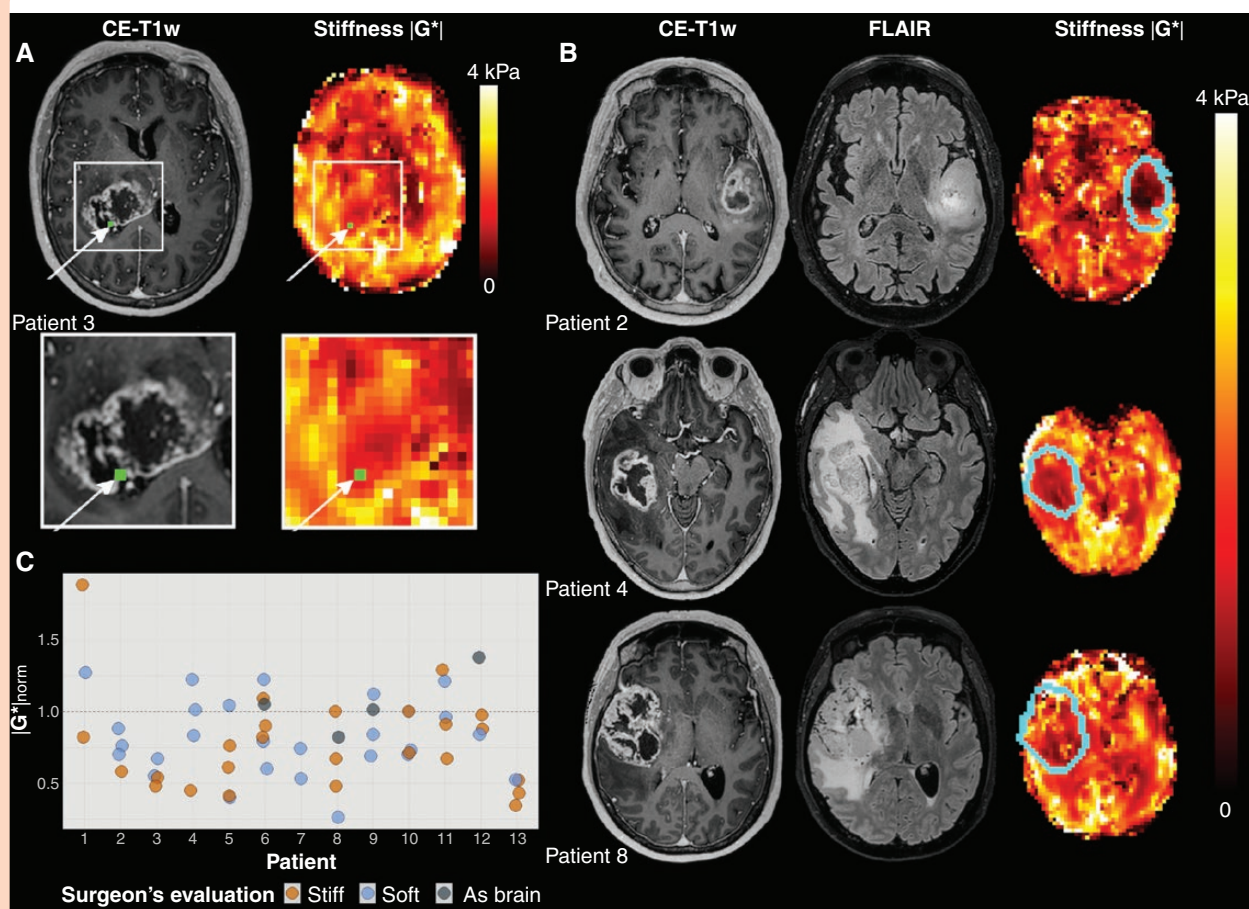 CE-T1w
Stiffness |G*|
CE-T1w
FLAIR
Stiffness |G*|
A
B
4 kPa
0
4 kPa
0
Patient 3
Patient 2
Patient 4
Patient 8
C
|G*|norm
1.5
1.0
0.5
1 2 3 4 5 6 7 8 9 10 11 12 13
Patient
Surgeon's evaluation Stiff Soft As brain